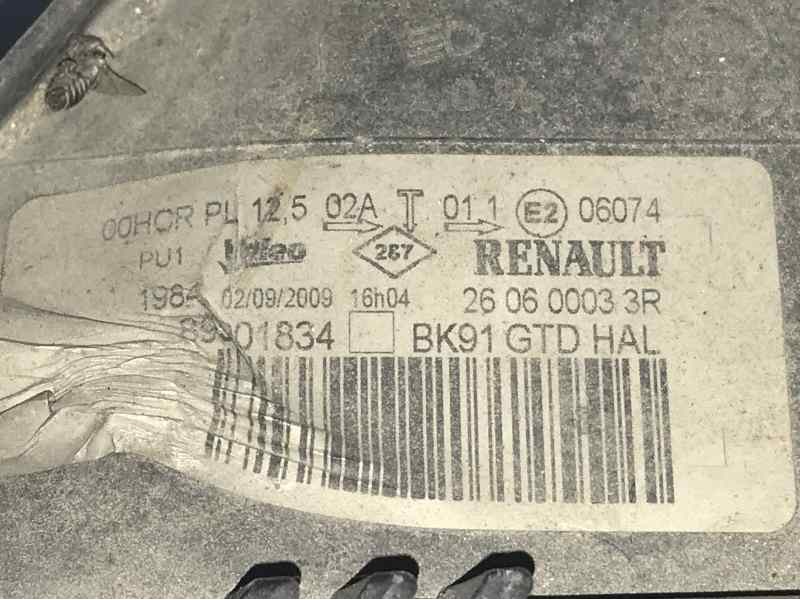 00HCR PL 12,5 02A 01 1 E2 06074
PU1 Valeo 267 RENAULT
1984 02/09/2009 16h04 26 06 0003 3R
89901834 BK91 GTD HAL